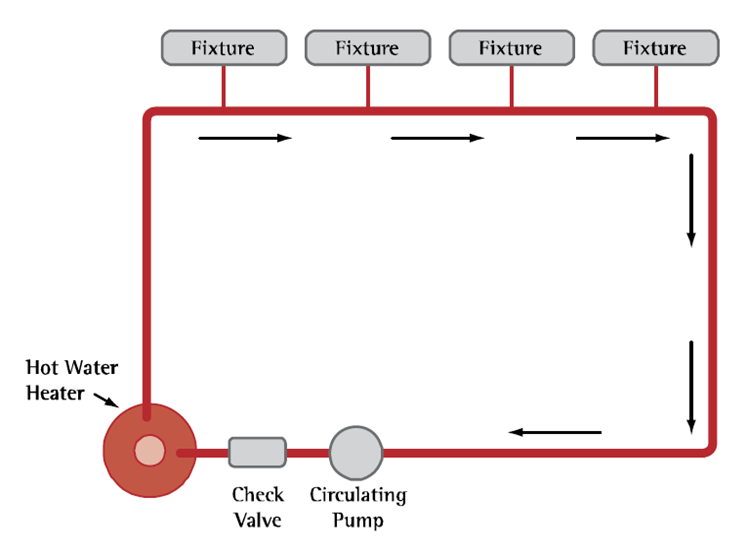 Fixture
Fixture
Fixture
Fixture
Hot Water
Heater
Check
Valve
Circulating
Pump